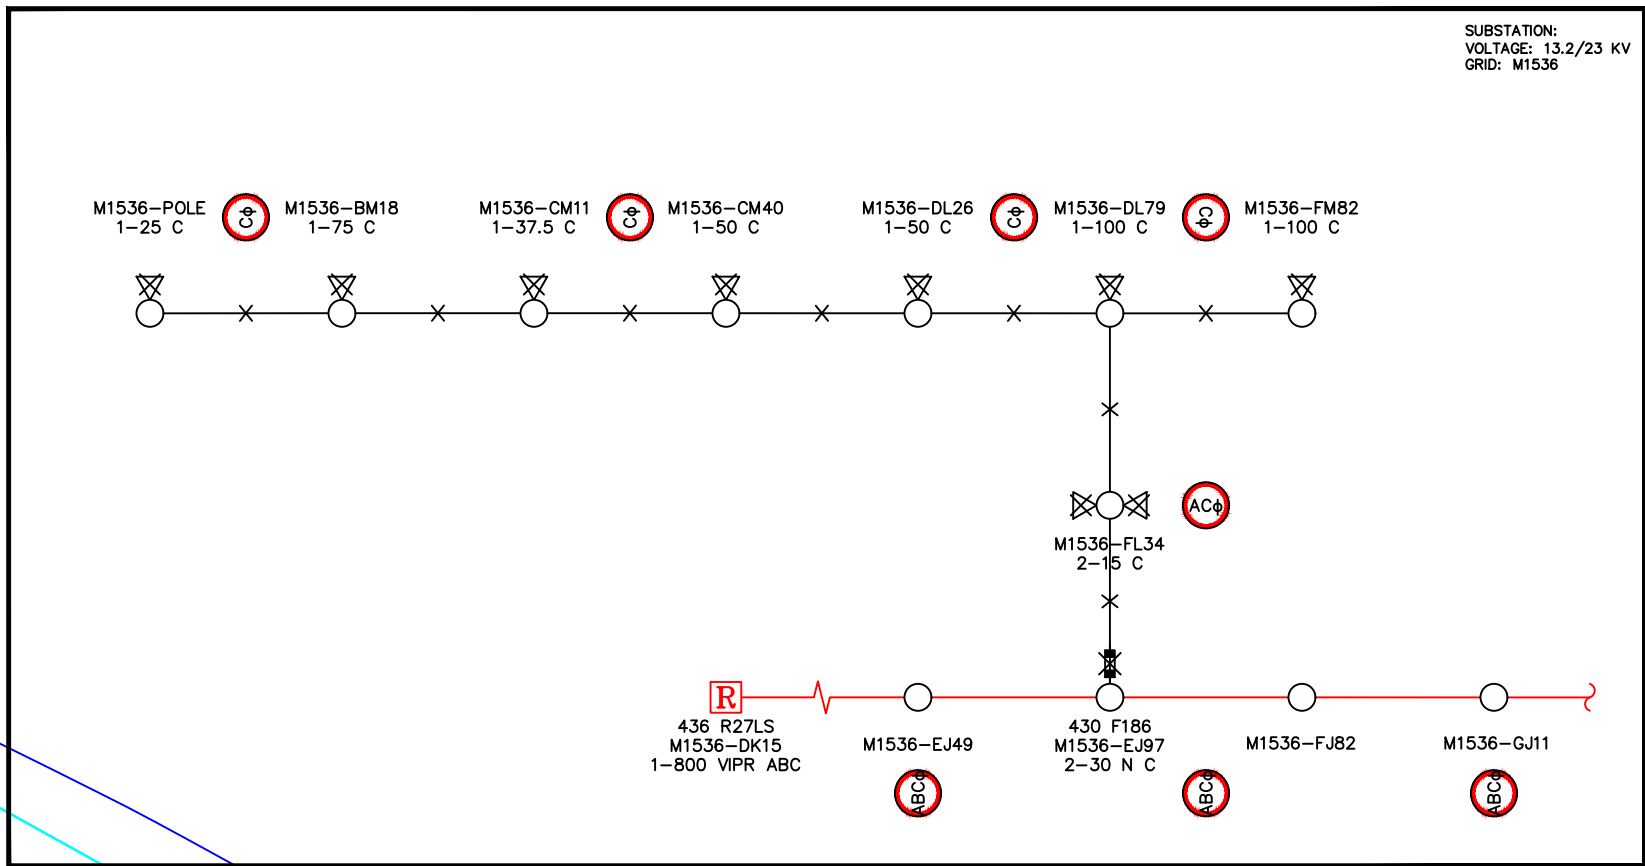 SUBSTATION:
VOLTAGE: 13.2/23 KV
GRID: M1536
M1536-POLE
1-25 C
Cϕ
M1536-BM18
1-75 C
M1536-CM11
1-37.5 C
Cϕ
M1536-CM40
1-50 C
M1536-DL26
1-50 C
Cϕ
M1536-DL79
1-100 C
Cϕ
M1536-FM82
1-100 C
ACϕ
M1536-FL34
2-15 C
R
436 R27LS
M1536-DK15
1-800 VIPR ABC
M1536-EJ49
430 F186
M1536-EJ97
2-30 N C
M1536-FJ82
M1536-GJ11
ABCϕ
ABCϕ
ABCϕ